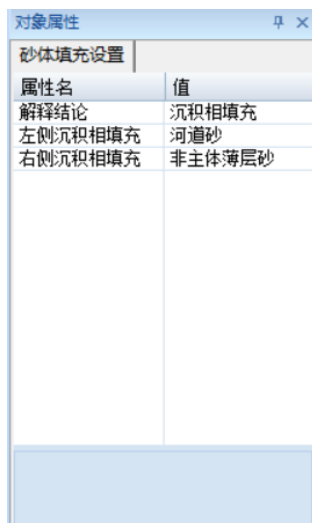 对象属性
砂体填充设置
属性名 值
解释结论 沉积相填充
左侧沉积相填充 河道砂
右侧沉积相填充 非主体薄层砂